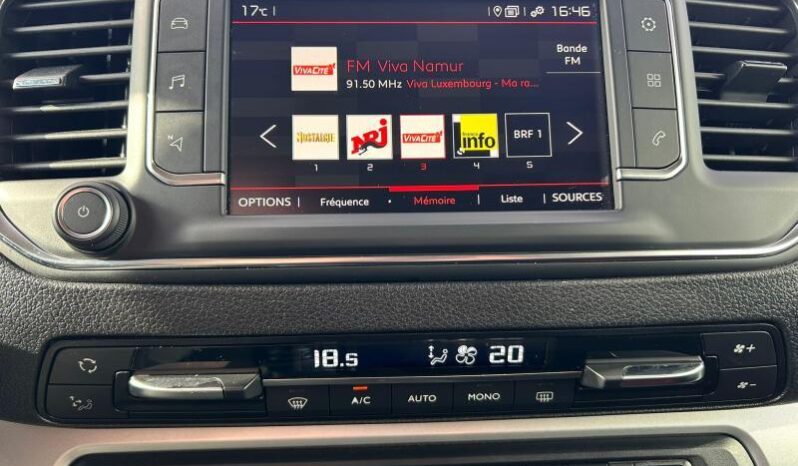 17°c
16:46
VIVACITÉ
FM Viva Namur
Bande
FM
91.50 MHz Viva Luxembourg - Ma ra...
NOSTALGIE
NRJ
VIVACITÉ
info
BRF 1
1
2
3
4
5
OPTIONS
Fréquence
Mémoire
Liste
SOURCES
18.5
20
A/C
AUTO
MONO